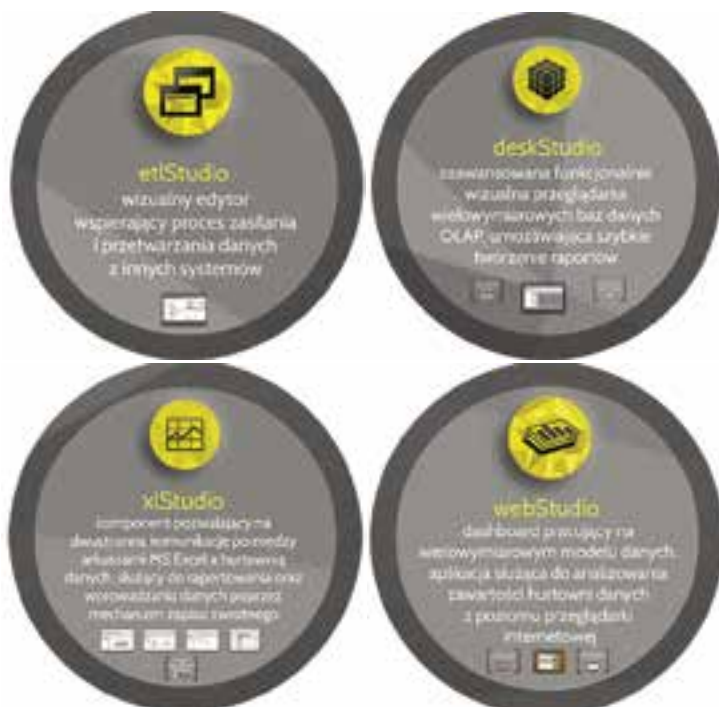 etlStudio
wizualny edytor
wspierający proces zasilania
i przetwarzania danych
z innych systemów
deskStudio
zaawansowana funkcjonalnie
wizualna przeglądarka
wielowymiarowych baz danych
OLAP, umożliwiająca szybkie
tworzenie raportów
xlStudio
komponent pozwalający na
dwustronną komunikację pomiędzy
arkuszami MS Excel a hurtownią
danych, służący do raportowania oraz
wprowadzania danych poprzez
mechanizm zapisu zwrotnego
webStudio
dashboard pracujący na
wielowymiarowym modelu danych,
aplikacja służąca do analizowania
zawartości hurtowni danych
z poziomu przeglądarki
internetowej